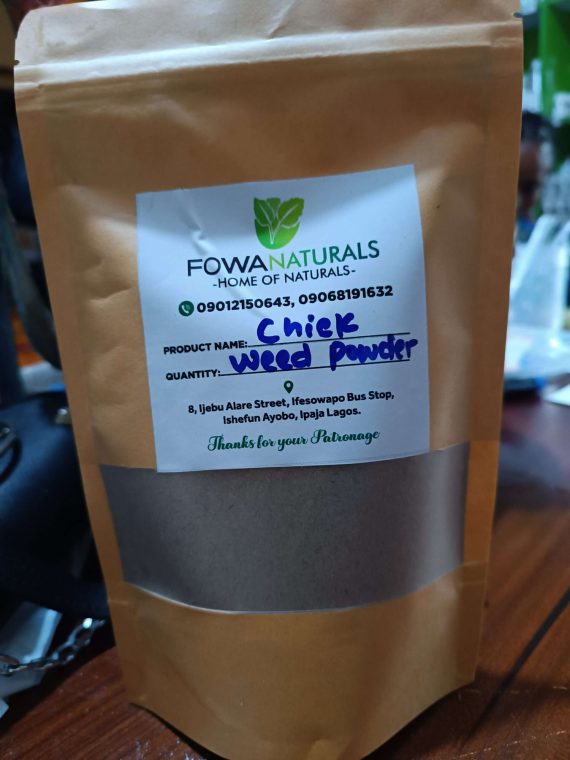 FOWANATURALS
-HOME OF NATURALS-
09012150643, 09068191632
PRODUCT NAME: Chick
QUANTITY: weed powder
8, Ijebu Alare Street, Ifesowapo Bus Stop,
Ishefun Ayobo, Ipaja Lagos.
Thanks for your Patronage